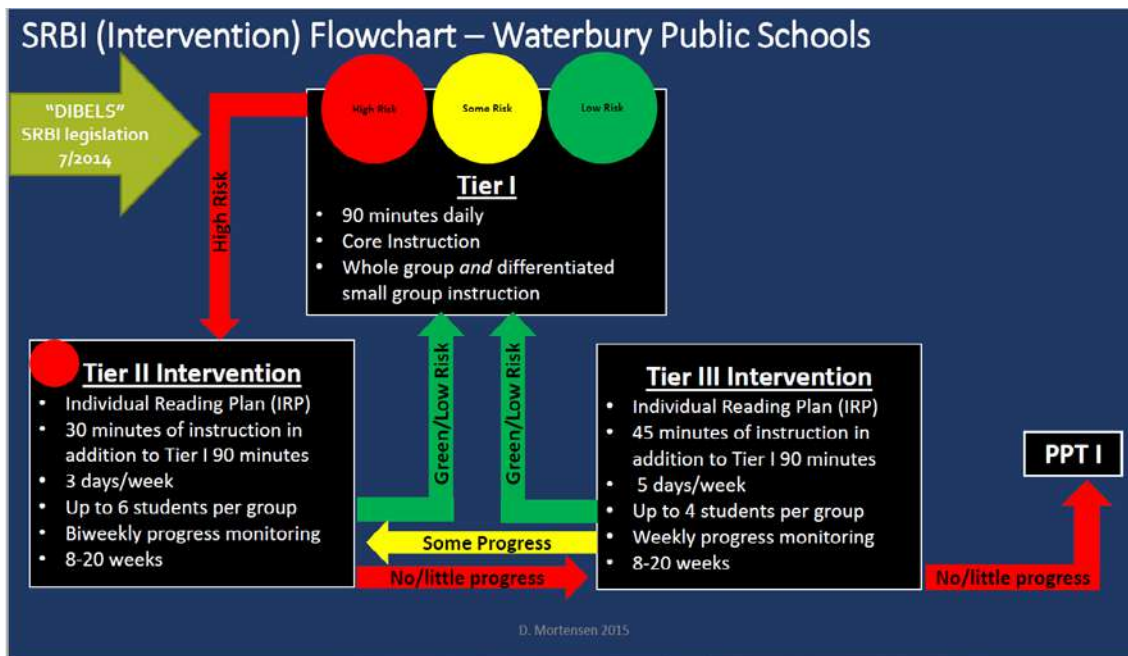 SRBI (Intervention) Flowchart – Waterbury Public Schools
"DIBELS"
SRBI legislation
7/2014
High Risk
Some Risk
Low Risk
High Risk
Tier I
• 90 minutes daily
• Core Instruction
• Whole group and differentiated
small group instruction
Tier II Intervention
• Individual Reading Plan (IRP)
• 30 minutes of instruction in
addition to Tier I 90 minutes
• 3 days/week
• Up to 6 students per group
• Biweekly progress monitoring
• 8-20 weeks
Green/Low Risk
Green/Low Risk
Some Progress
No/little progress
Tier III Intervention
• Individual Reading Plan (IRP)
• 45 minutes of instruction in
addition to Tier I 90 minutes
• 5 days/week
• Up to 4 students per group
• Weekly progress monitoring
• 8-20 weeks
No/little progress
PPT I
D. Mortensen 2015